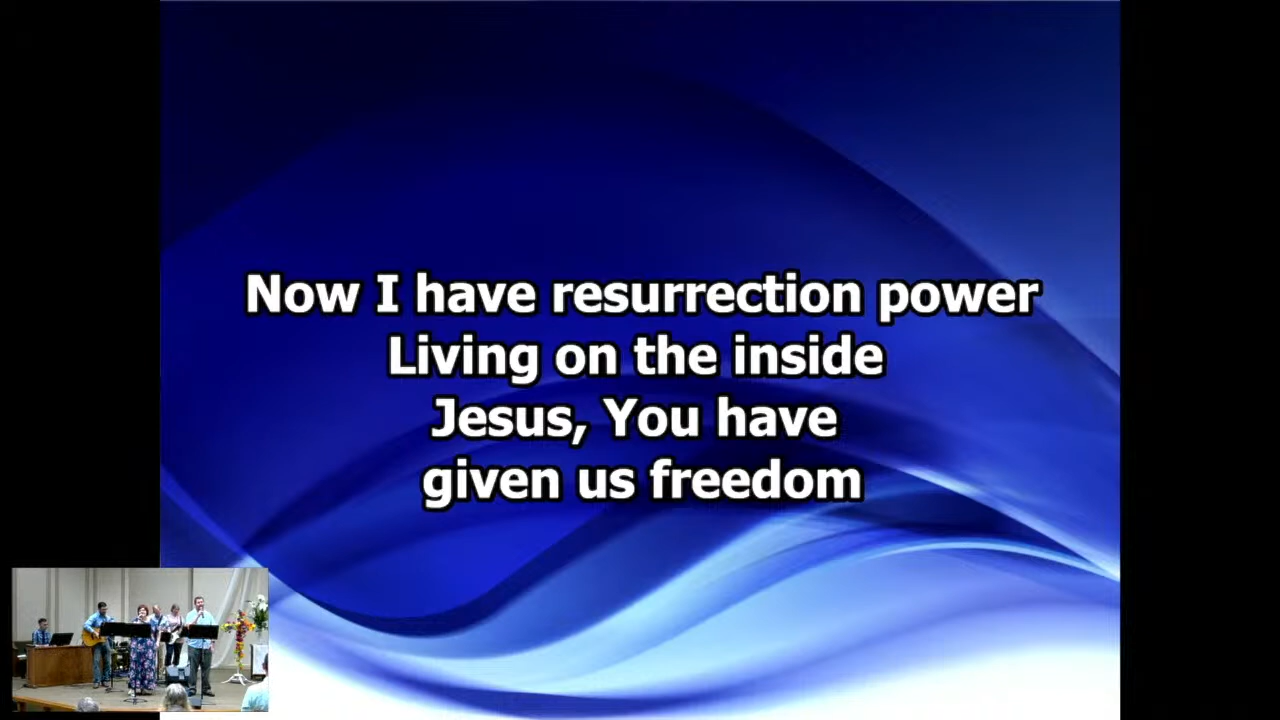 Now I have resurrection power
Living on the inside
Jesus, You have
given us freedom